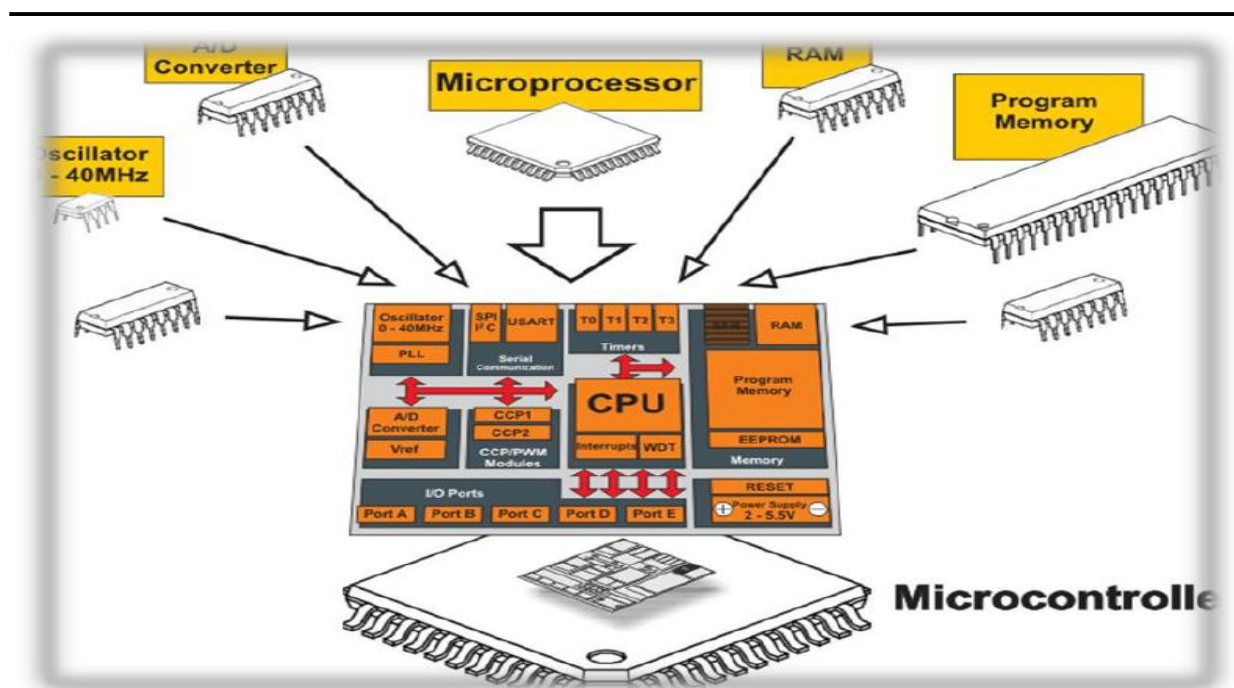 A/D
Converter
Microprocessor
RAM
Program
Memory
scillator
- 40MHz
Oscillator
0 - 40MHz
PLL
SPI
I²C
USART
Serial
Communication
T0 T1 T2 T3
Timers
RAM
Program
Memory
EEPROM
Memory
A/D
Converter
Vref
CCP1
CCP2
CCP/PWM
Modules
CPU
Interrupts
WDT
I/O Ports
Port A Port B Port C Port D Port E
RESET
Power Supply
2 - 5.5V
Microcontrolle